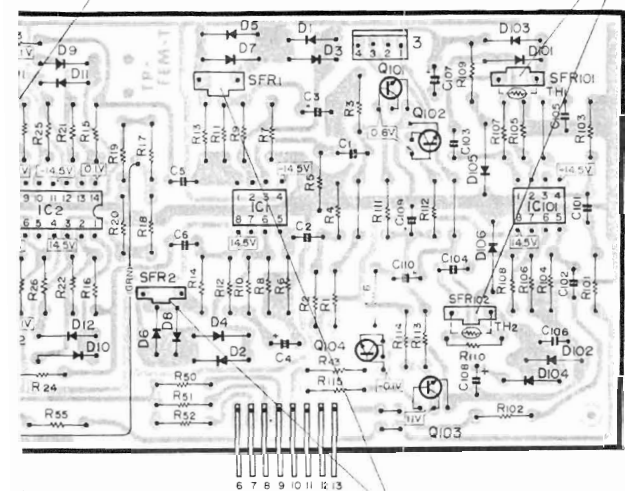 D9
D11
D5
D7
D1
D3
4 3 2 1
3
D103
D101
Q101
C107
R109
SFR1
SFR101
TH1
C105
R25
R21
R15
R19
R17
R13
R11
R9
R7
C3
R3
Q102
0.6V
C103
R107
R105
R103
C1
D105
-14.5V
0.1V
C5
R5
-14.5V
-14.5V
9 10 11 12 13 14
IC2
6 5 4 3 2 1
R20
R18
1 2 3 4
IC1
8 7 6 5
R4
R111
C109
R112
1 2 3 4
IC101
8 7 6 5
C101
14.5V
14.5V
C2
14.5V
C6
D106
R26
R22
R16
GRN
SFR2
R14
R12
R10
R8
R6
R2
R1
C110
C104
R108
R106
R104
C102
R101
SFR102
TH2
D12
D10
D6
D8
D4
D2
C4
Q104
R114
R113
R110
C106
D102
R24
R43
R115
-0.1V
C108
D104
R50
R51
R52
R55
Q103
R102
6 7 8 9 10 11 12 13